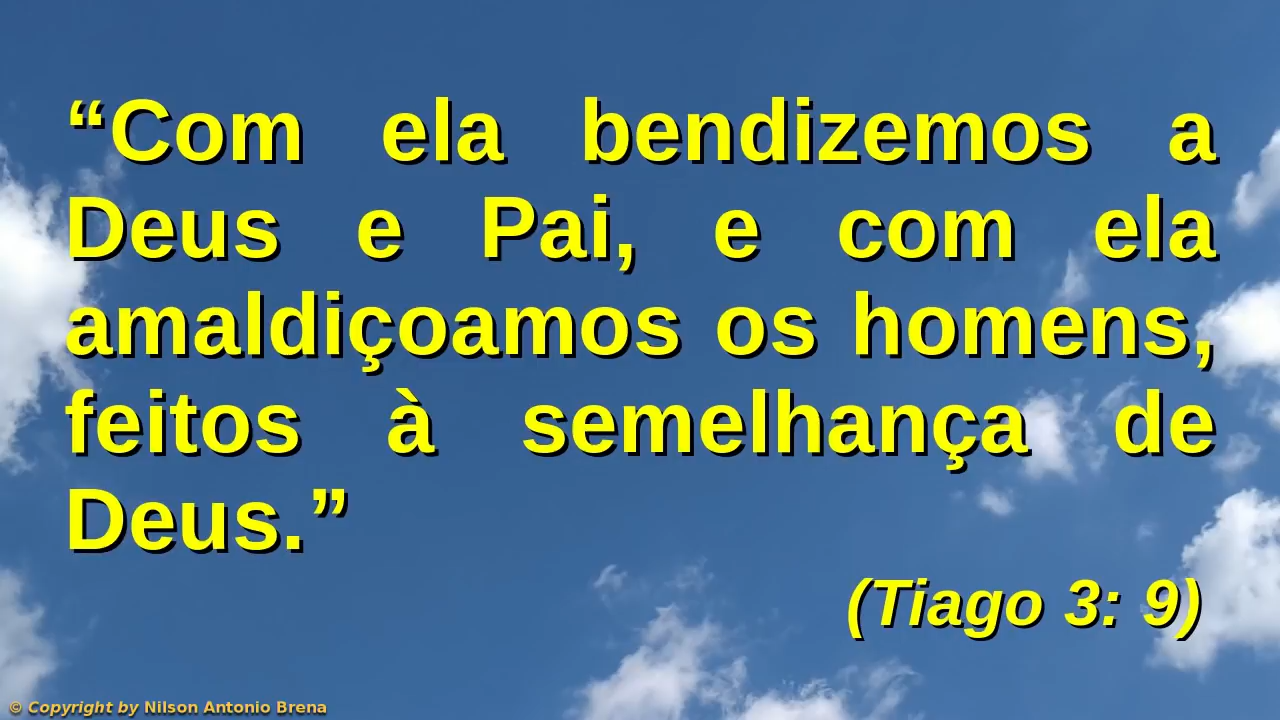 “Com ela bendizemos a
Deus e Pai, e com ela
amaldiçoamos os homens,
feitos à semelhança de
Deus.”
(Tiago 3: 9)
© Copyright by Nilson Antonio Brena